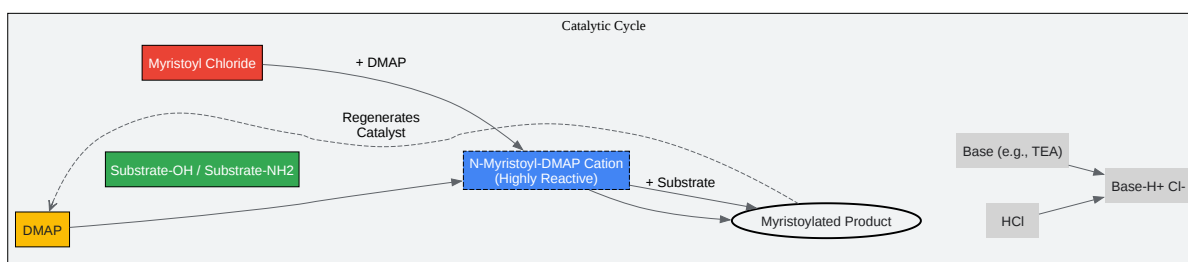 Catalytic Cycle
Myristoyl Chloride
+ DMAP
Regenerates
Catalyst
Substrate-OH / Substrate-NH2
N-Myristoyl-DMAP Cation
(Highly Reactive)
+ Substrate
DMAP
Myristoylated Product
Base (e.g., TEA)
Base-H+ Cl-
HCl